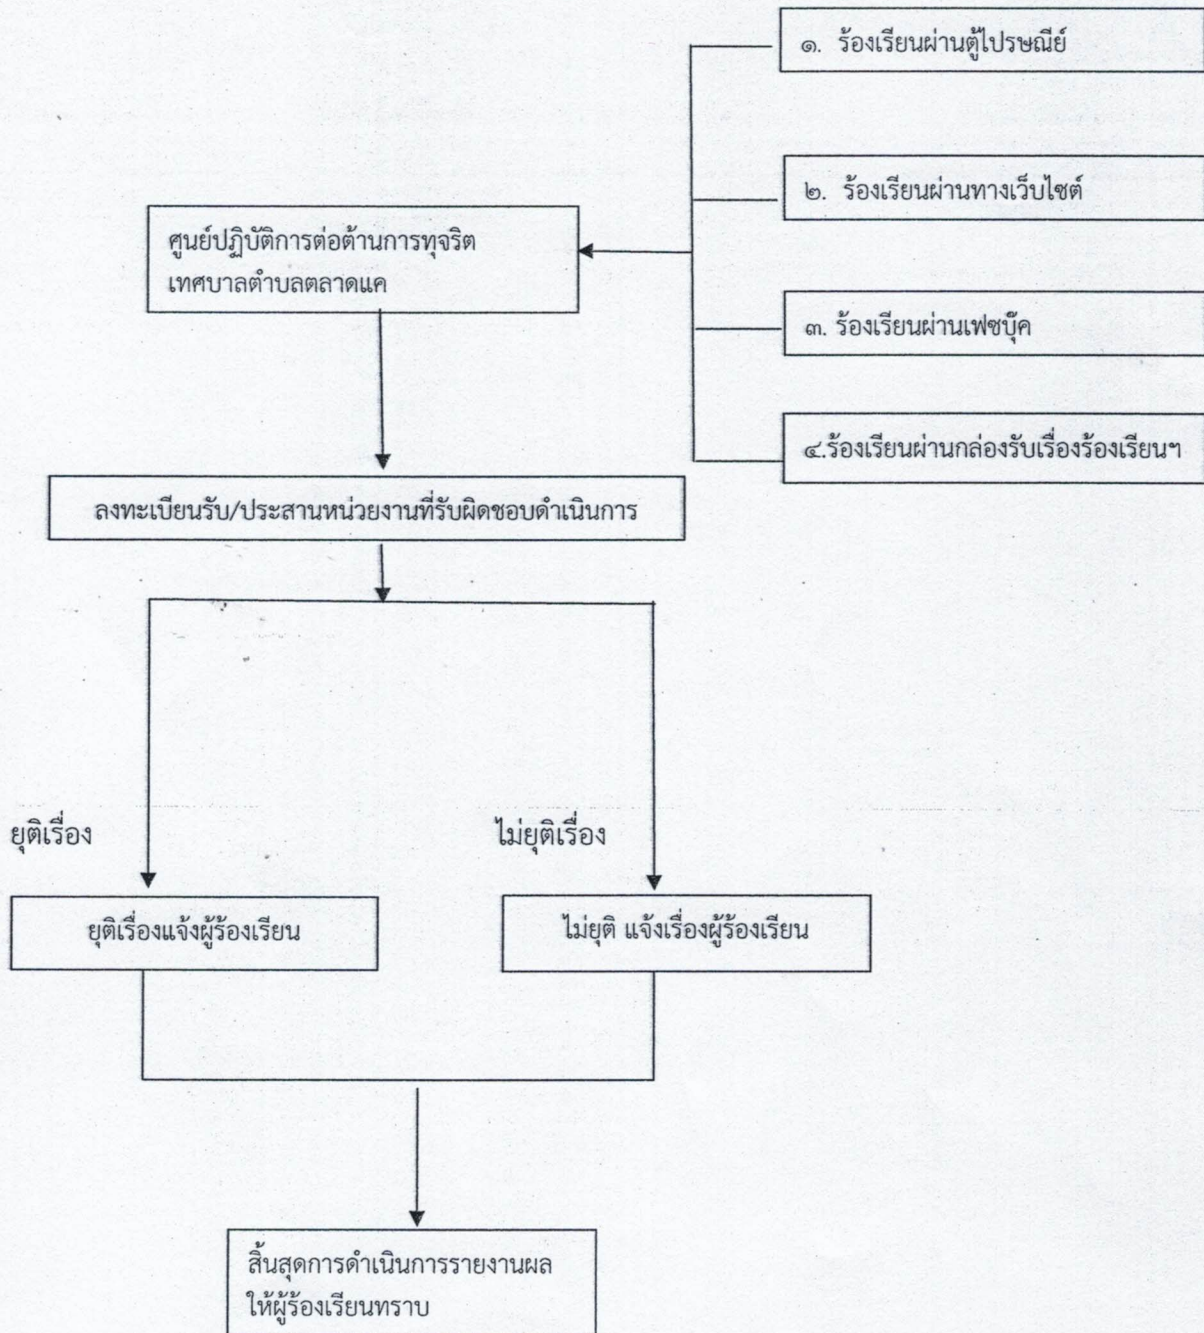 ๑. ร้องเรียนผ่านตู้ไปรษณีย์
๒. ร้องเรียนผ่านทางเว็บไซต์
ศูนย์ปฏิบัติการต่อต้านการทุจริต
เทศบาลตำบลตลาดแค
๓. ร้องเรียนผ่านเฟซบุ๊ค
๔.ร้องเรียนผ่านกล่องรับเรื่องร้องเรียนฯ
ลงทะเบียนรับ/ประสานหน่วยงานที่รับผิดชอบดำเนินการ
ยุติเรื่อง
ไม่ยุติเรื่อง
ยุติเรื่องแจ้งผู้ร้องเรียน
ไม่ยุติ แจ้งเรื่องผู้ร้องเรียน
สิ้นสุดการดำเนินการรายงานผล
ให้ผู้ร้องเรียนทราบ